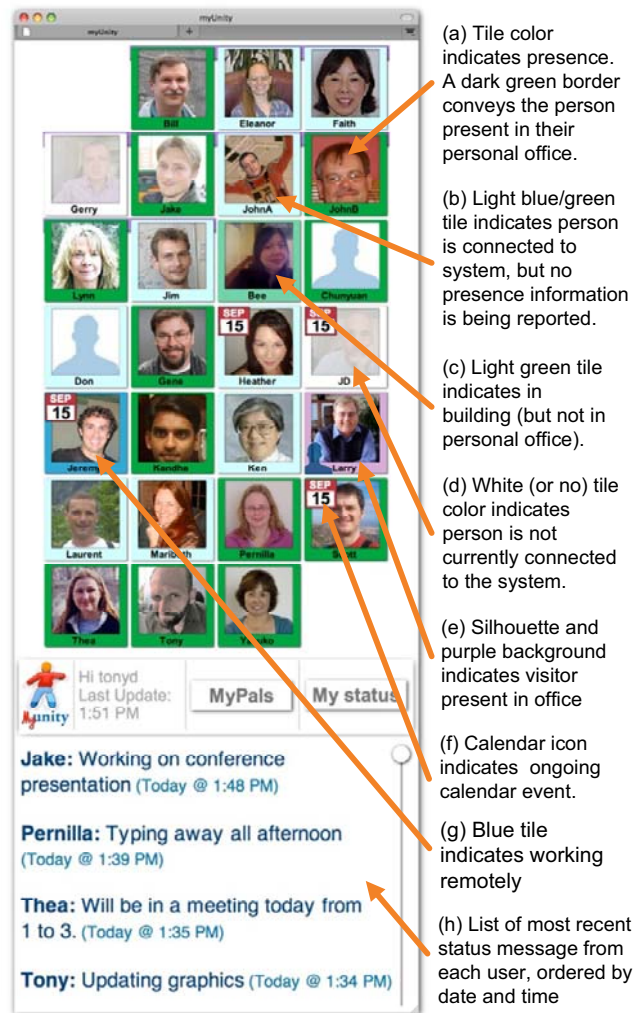 myUnity
myUnity
+
Bill
Eleanor
Faith
Gerry
Jake
JohnA
JohnB
Lynn
Jim
Bee
Chunyuan
Don
Gene
SEP
15
Heather
SEP
15
JD
SEP
15
Jeremy
Kandha
Ken
Larry
Laurent
Maribeth
Pernilla
SEP
15
Scott
Thea
Tony
Yasuko
Myunity
Hi tonyd
Last Update:
1:51 PM
MyPals
My status
Jake: Working on conference
presentation (Today @ 1:48 PM)
Pernilla: Typing away all afternoon
(Today @ 1:39 PM)
Thea: Will be in a meeting today from
1 to 3. (Today @ 1:35 PM)
Tony: Updating graphics (Today @ 1:34 PM)
(a) Tile color
indicates presence.
A dark green border
conveys the person
present in their
personal office.
(b) Light blue/green
tile indicates person
is connected to
system, but no
presence information
is being reported.
(c) Light green tile
indicates in
building (but not in
personal office).
(d) White (or no) tile
color indicates
person is not
currently connected
to the system.
(e) Silhouette and
purple background
indicates visitor
present in office
(f) Calendar icon
indicates ongoing
calendar event.
(g) Blue tile
indicates working
remotely
(h) List of most recent
status message from
each user, ordered by
date and time